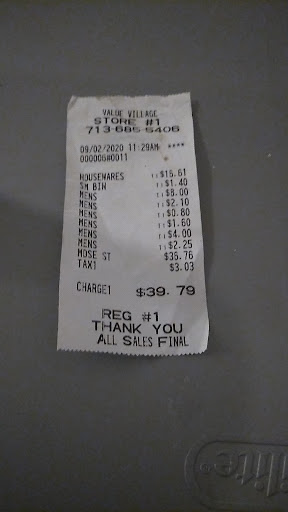 VALUE VILLAGE
STORE #1
713-685-5406
09/02/2020 11:29AM ****
000006#0011
HOUSEWARES $16.61
SM BIN $1.40
MENS $8.00
MENS $2.10
MENS $0.80
MENS $1.60
MENS $4.00
MENS $2.25
MDSE ST $36.76
TAX1 $3.03
CHARGE1 $39.79
REG #1
THANK YOU
ALL SALES FINAL